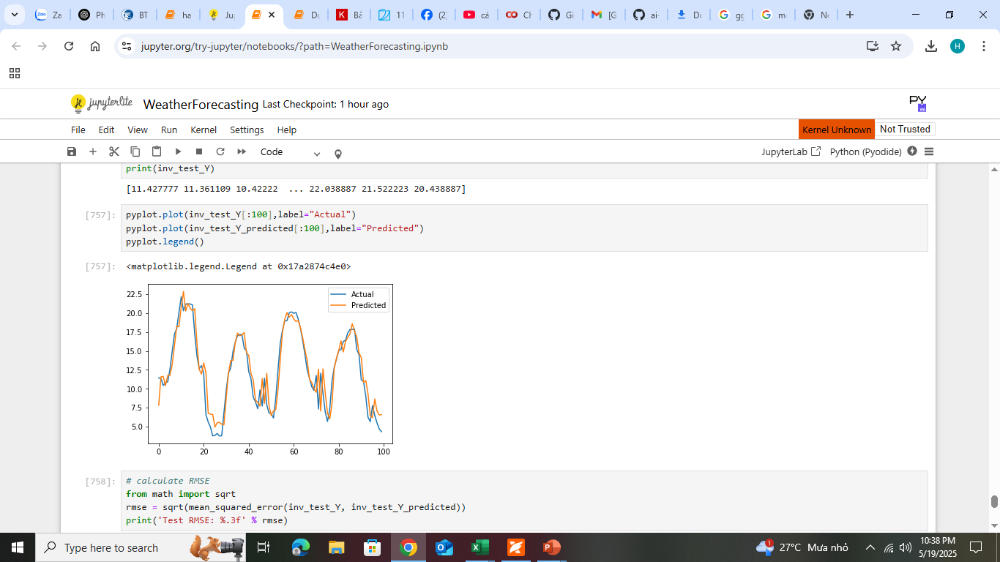 Za
Ph
BT
ha
Ju
Du
K Bả
11
(2)
cá
Ch
Gi
[G
ai-
Do
gg
m
Ne
jupyter.org/try-jupyter/notebooks/?path=WeatherForecasting.ipynb
H
jupyterlite WeatherForecasting Last Checkpoint: 1 hour ago
PY
File Edit View Run Kernel Settings Help
Kernel Unknown Not Trusted
Code JupyterLab Python (Pyodide)
print(inv_test_Y)
[11.427777 11.361109 10.42222  ... 22.038887 21.522223 20.438887]
[757]: pyplot.plot(inv_test_Y[:100],label="Actual")
pyplot.plot(inv_test_Y_predicted[:100],label="Predicted")
pyplot.legend()
[757]: <matplotlib.legend.Legend at 0x17a2874c4e0>
Actual
Predicted
22.5
20.0
17.5
15.0
12.5
10.0
7.5
5.0
0 20 40 60 80 100
[758]: # calculate RMSE
from math import sqrt
rmse = sqrt(mean_squared_error(inv_test_Y, inv_test_Y_predicted))
print('Test RMSE: %.3f' % rmse)
Type here to search
1 27°C Mưa nhỏ
10:38 PM
5/19/2025